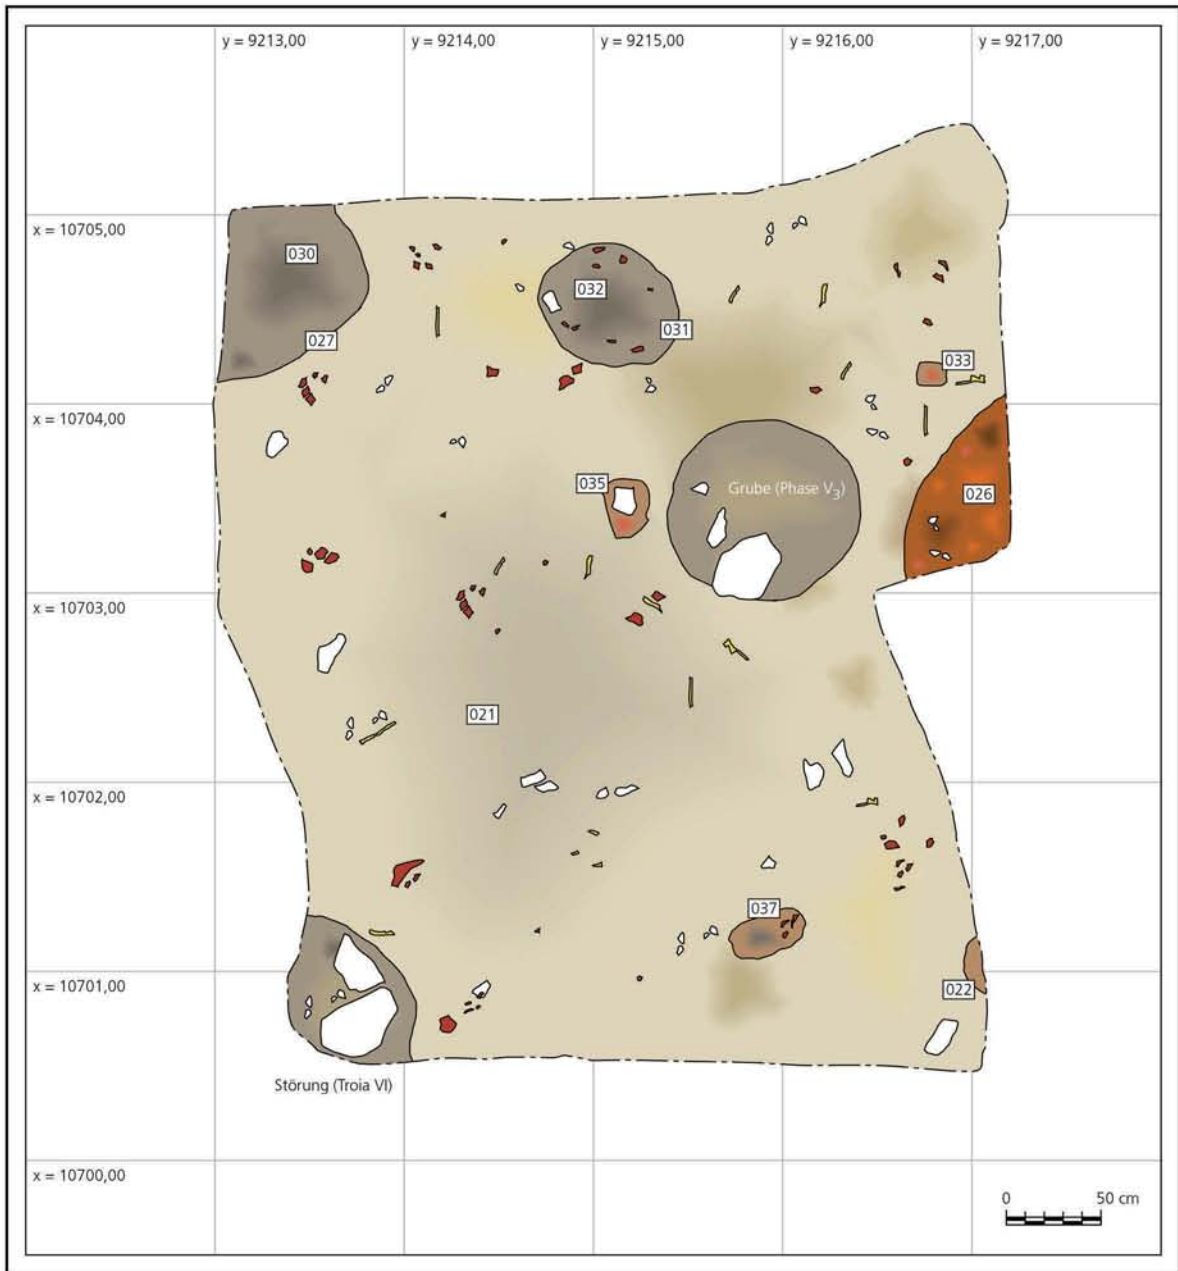 y = 9213,00
y = 9214,00
y = 9215,00
y = 9216,00
y = 9217,00
x = 10705,00
030
032
031
027
033
x = 10704,00
035
Grube (Phase V₃)
026
x = 10703,00
021
x = 10702,00
037
x = 10701,00
022
Störung (Troia VI)
x = 10700,00
0 50 cm